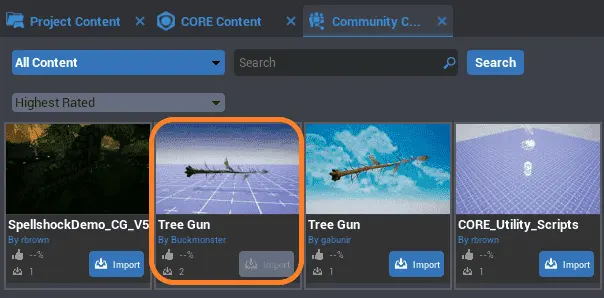 Project Content
CORE Content
Community C...
All Content
Search
Search
Highest Rated
SpellshockDemo_CG_V5
By rbrown
--%
1
Import
Tree Gun
By Buckmonster
--%
2
Import
Tree Gun
By gabunir
--%
1
Import
CORE_Utility_Scripts
By rbrown
--%
1
Import